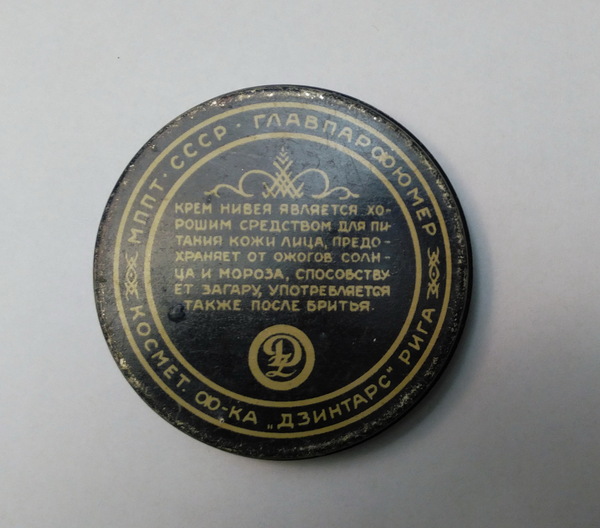 МППТ·СССР·ГЛАВПАРФЮМЕР
КРЕМ НИВЕЯ ЯВЛЯЕТСЯ ХО-
РОШИМ СРЕДСТВОМ ДЛЯ ПИ
ТАНИЯ КОЖИ ЛИЦА, ПРЕДО-
ХРАНЯЕТ ОТ ОЖОГОВ СОЛН-
ЦА И МОРОЗА, СПОСОБСТВУ-
ЕТ ЗАГАРУ, УПОТРЕБЛЯЕТСЯ
ТАКЖЕ ПОСЛЕ БРИТЬЯ.
КОСМЕТ. Ф-КА „ДЗИНТАРС" РИГА